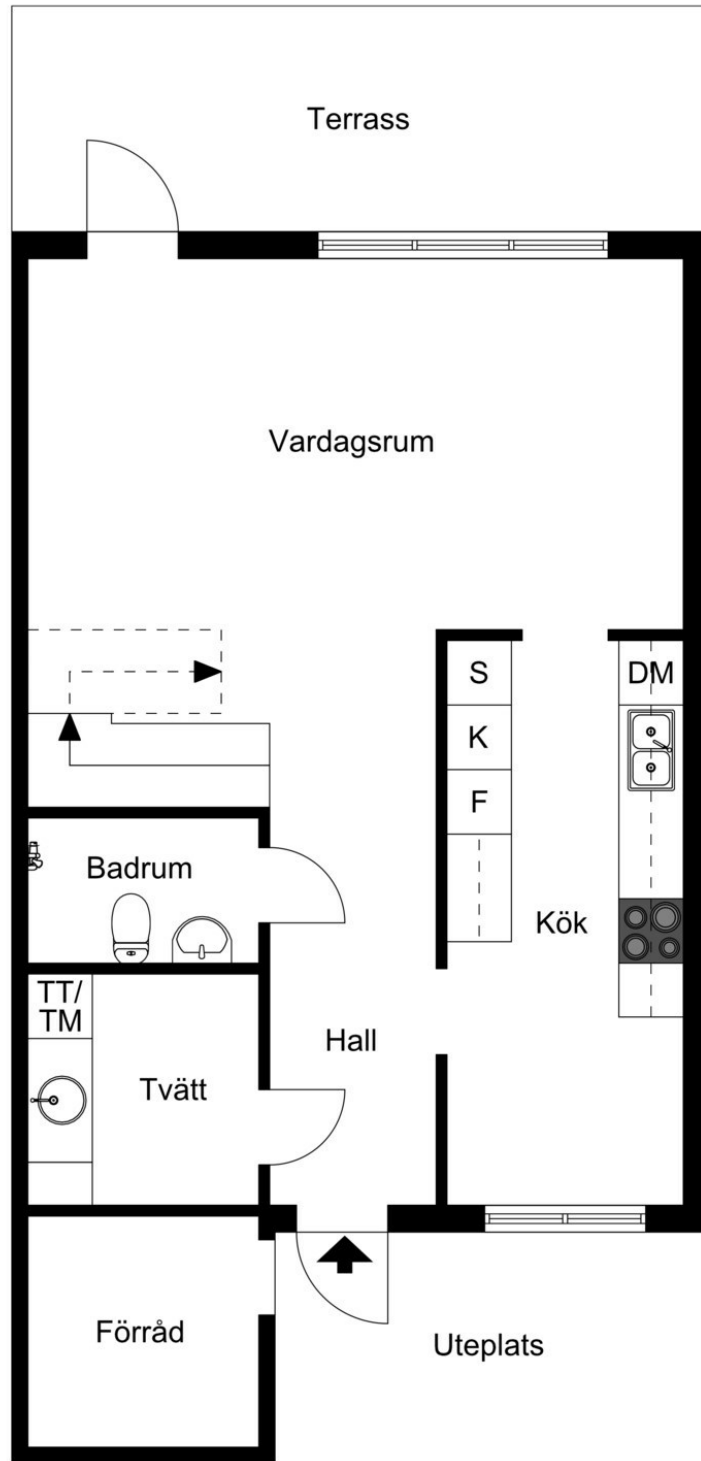 Terrass
Vardagsrum
S
DM
K
F
Badrum
Kök
TT/
TM
Hall
Tvätt
Förråd
Uteplats